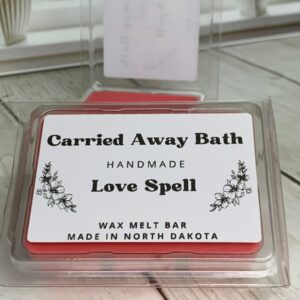 Carried Away Bath
HANDMADE
Love Spell
WAX MELT BAR
MADE IN NORTH DAKOTA